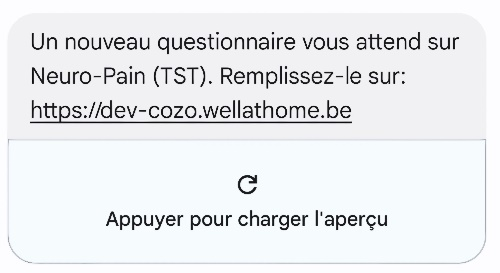 Un nouveau questionnaire vous attend sur
Neuro-Pain (TST). Remplissez-le sur:
https://dev-cozo.wellathome.be
Appuyer pour charger l'aperçu